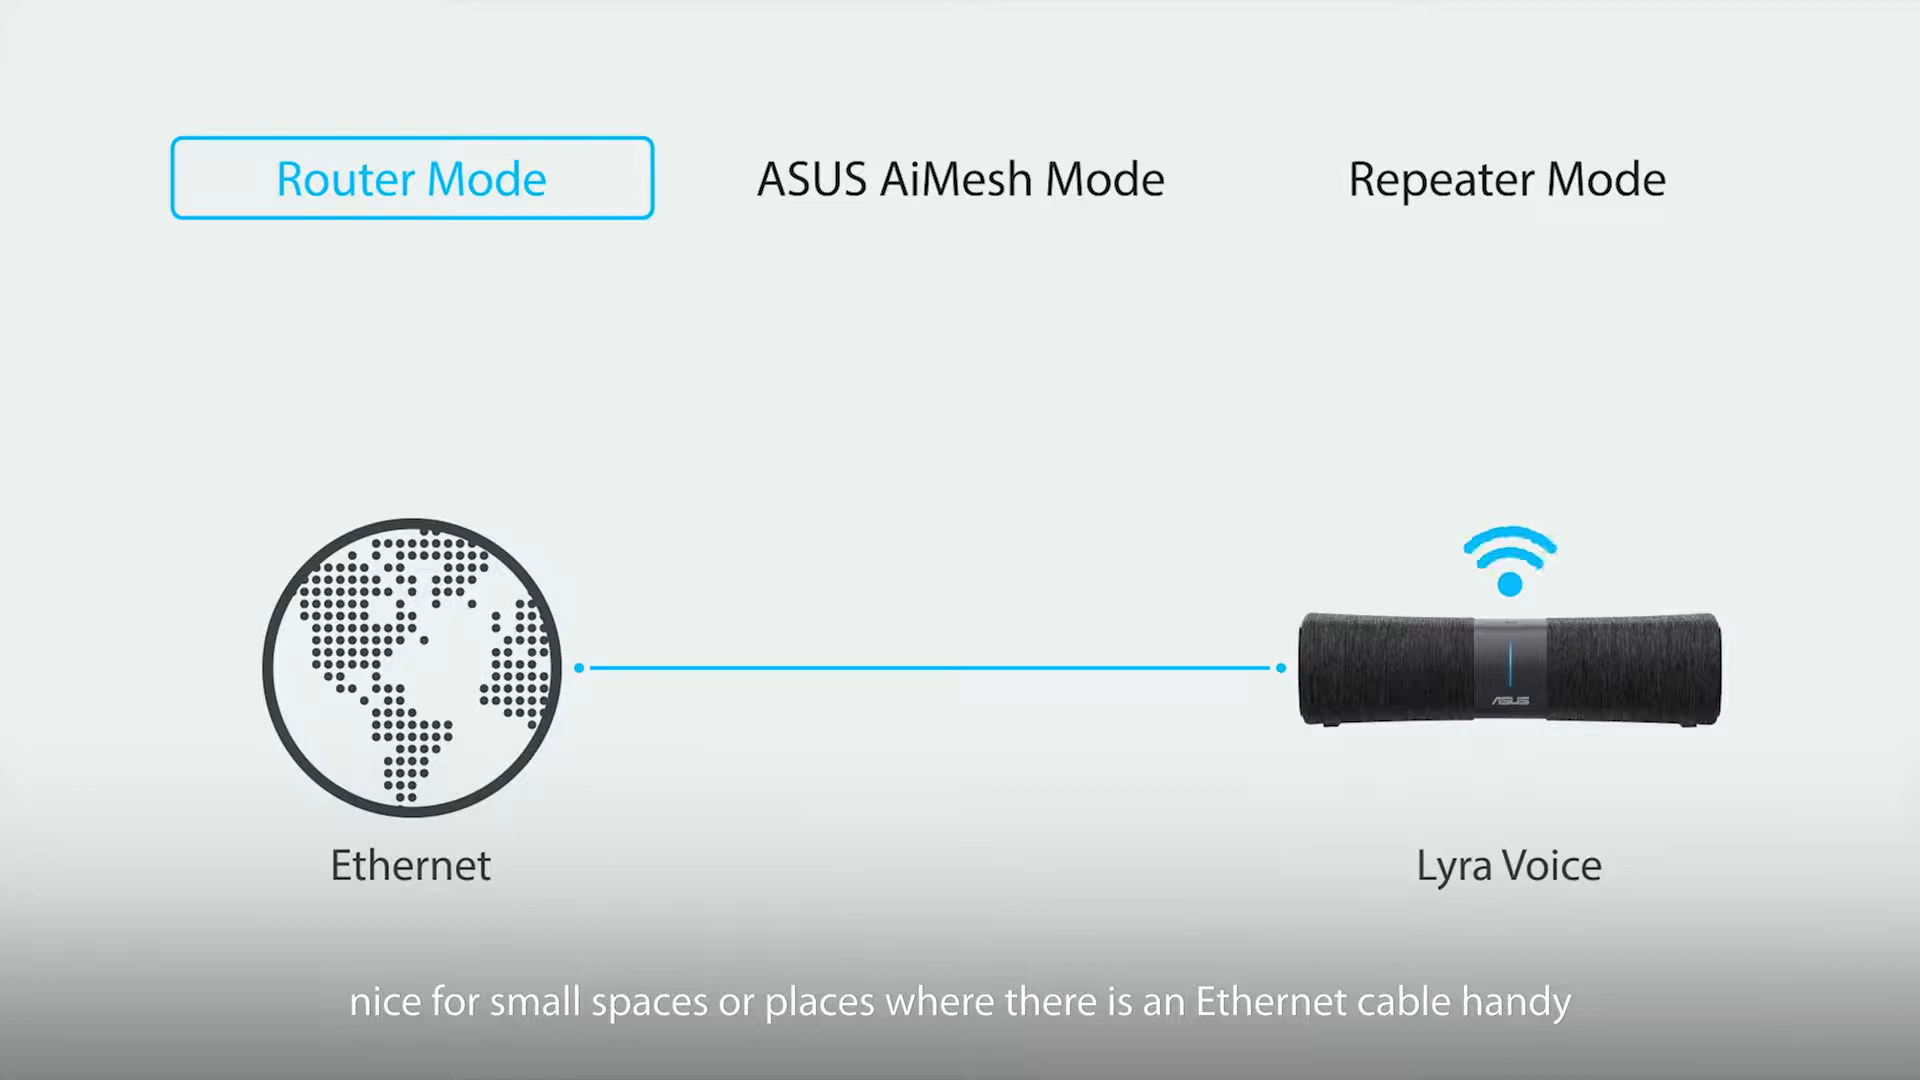 Router Mode
ASUS AiMesh Mode
Repeater Mode
ASUS
Ethernet
Lyra Voice
nice for small spaces or places where there is an Ethernet cable handy